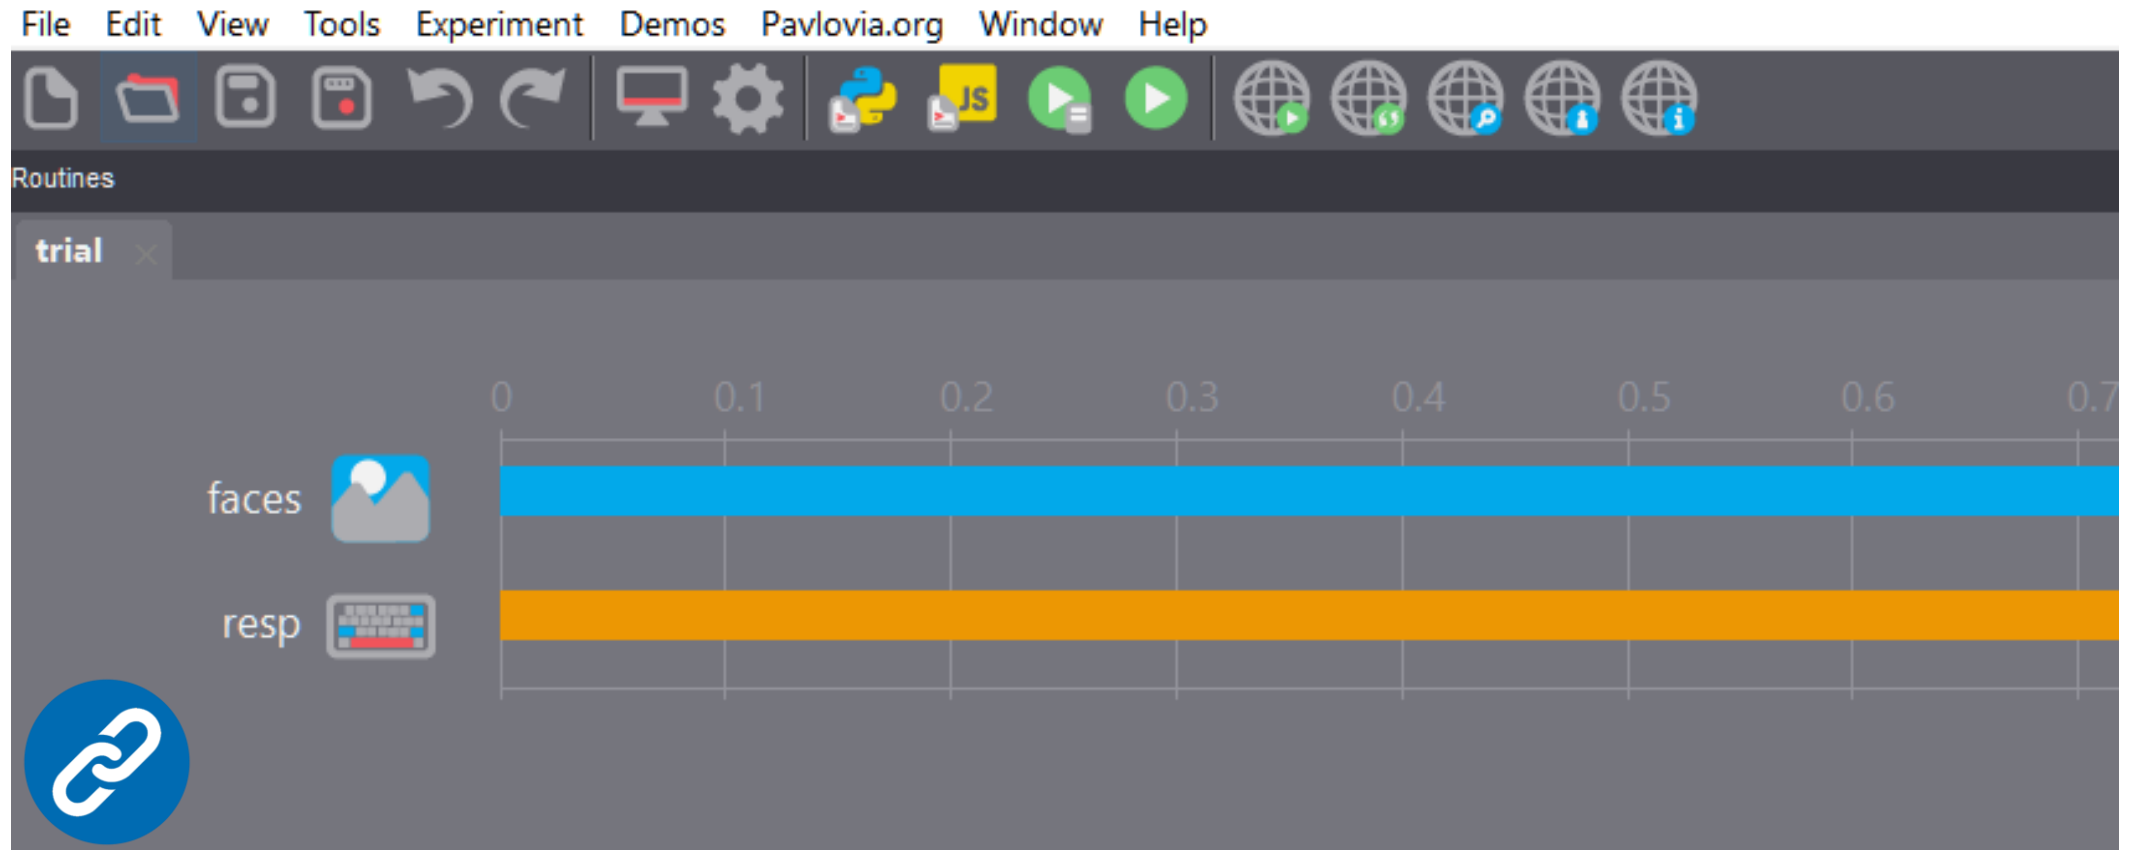 File Edit View Tools Experiment Demos Pavlovia.org Window Help
JS
Routines
trial
0 0.1 0.2 0.3 0.4 0.5 0.6 0.7
faces
resp